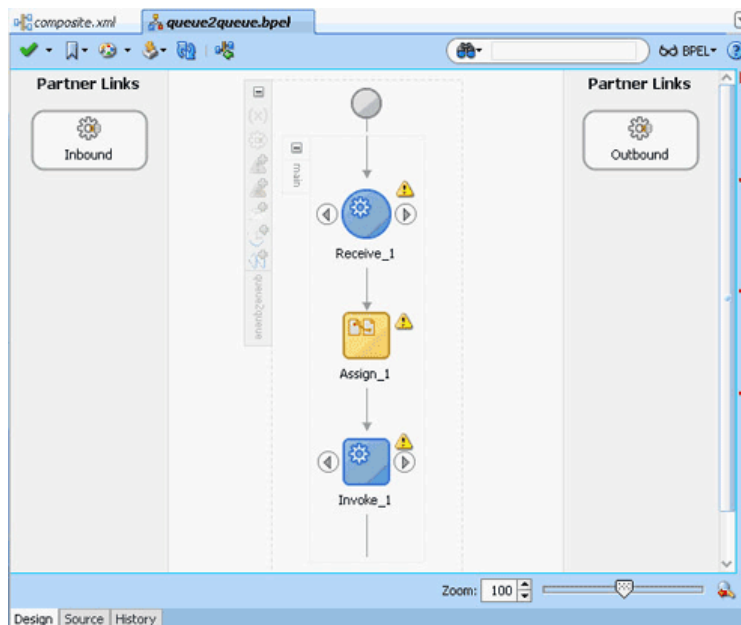 composite.xml
queue2queue.bpel
BPEL
Partner Links
Partner Links
Inbound
Outbound
main
queue2queue
Receive_1
Assign_1
Invoke_1
Zoom: 100
Design Source History